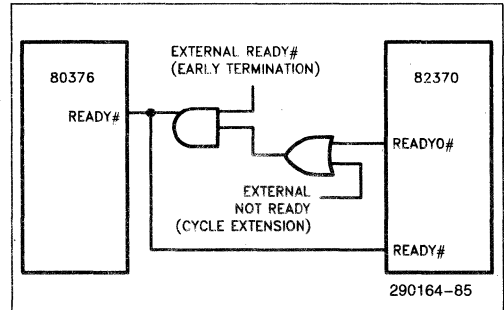 EXTERNAL READY#
(EARLY TERMINATION)
80376
82370
READY#
READYO#
EXTERNAL
NOT READY
(CYCLE EXTENSION)
READY#
290164-85